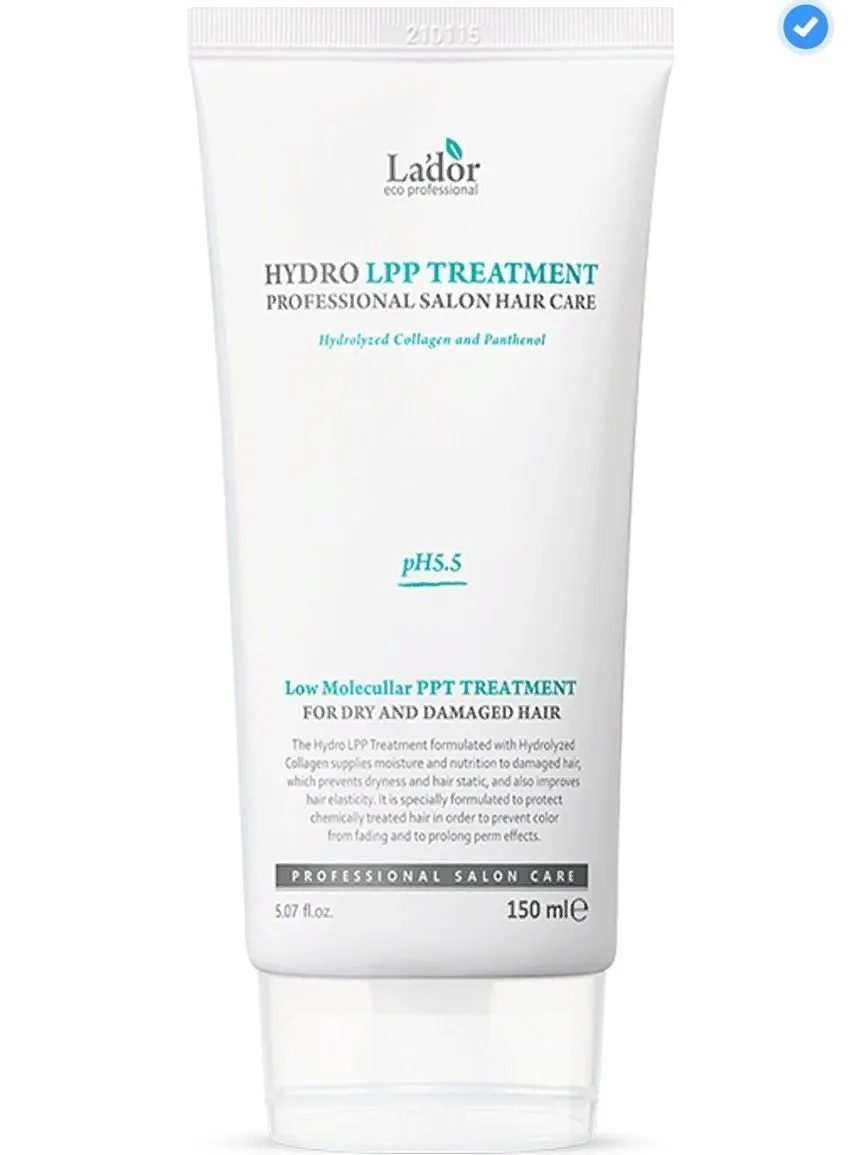 210115
La'dor
eco professional
HYDRO LPP TREATMENT
PROFESSIONAL SALON HAIR CARE
Hydrolyzed Collagen and Panthenol
pH5.5
Low Molecullar PPT TREATMENT
FOR DRY AND DAMAGED HAIR
The Hydro LPP Treatment formulated with Hydrolyzed
Collagen supplies moisture and nutrition to damaged hair,
which prevents dryness and hair static, and also improves
hair elasticity. It is specially formulated to protect
chemically treated hair in order to prevent color
from fading and to prolong perm effects.
PROFESSIONAL SALON CARE
5.07 fl.oz.
150 ml℮